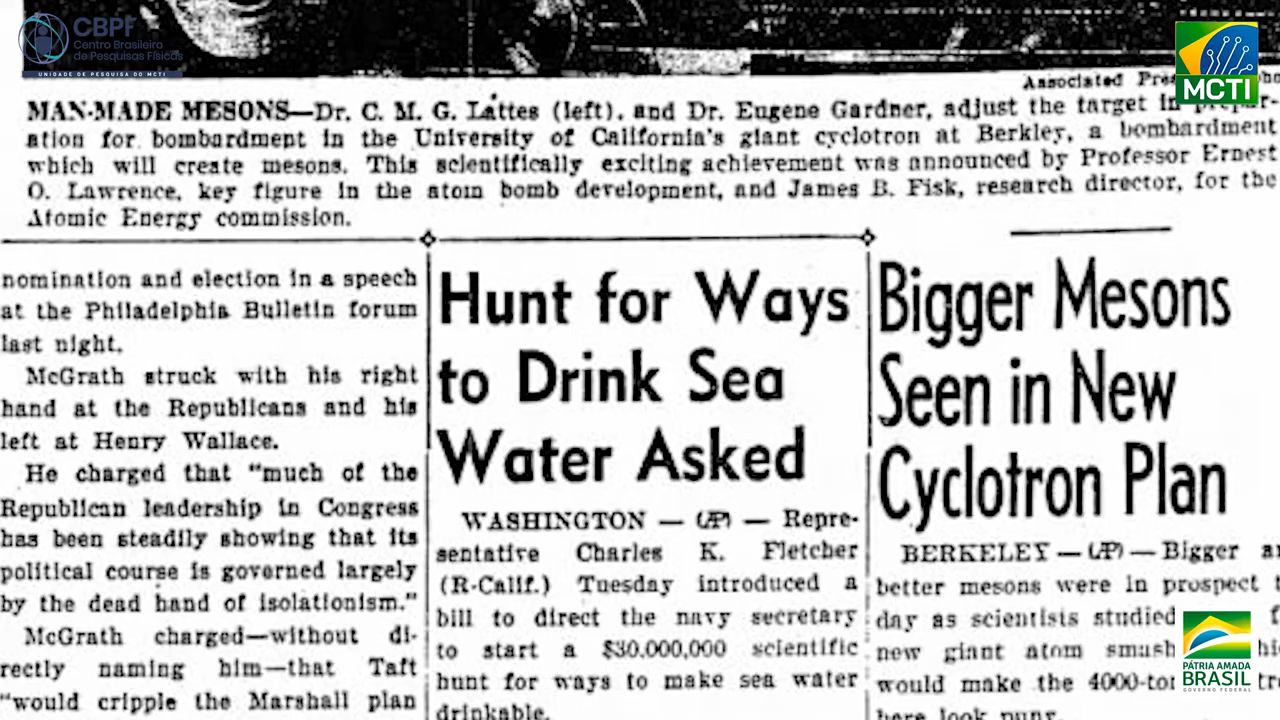 CBPF
Centro Brasileiro
de Pesquisas Físicas
UNIDADE DE PESQUISA DO MCTI
MCTI
Associated Press
MAN-MADE MESONS—Dr. C. M. G. Lattes (left), and Dr. Eugene Gardner, adjust the target in
ation for bombardment in the University of California's giant cyclotron at Berkley, a bombardment
which will create mesons. This scientifically exciting achievement was announced by Professor Ernest
O. Lawrence, key figure in the atom bomb development, and James B. Fisk, research director, for the
Atomic Energy commission.
nomination and election in a speech
at the Philadelphia Bulletin forum
last night.
McGrath struck with his right
hand at the Republicans and his
left at Henry Wallace.
He charged that "much of the
Republican leadership in Congress
has been steadily showing that its
political course is governed largely
by the dead hand of isolationism."
McGrath charged—without di-
rectly naming him—that Taft
"would cripple the Marshall plan
Hunt for Ways
to Drink Sea
Water Asked
WASHINGTON — (AP) — Repre-
sentative Charles K. Fletcher
(R-Calif.) Tuesday introduced a
bill to direct the navy secretary
to start a $30,000,000 scientific
hunt for ways to make sea water
drinkable.
Bigger Mesons
Seen in New
Cyclotron Plan
BERKELEY — (AP) — Bigger
better mesons were in prospect
day as scientists studied
new giant atom
would make the
here look puny.
PÁTRIA AMADA
BRASIL
GOVERNO FEDERAL